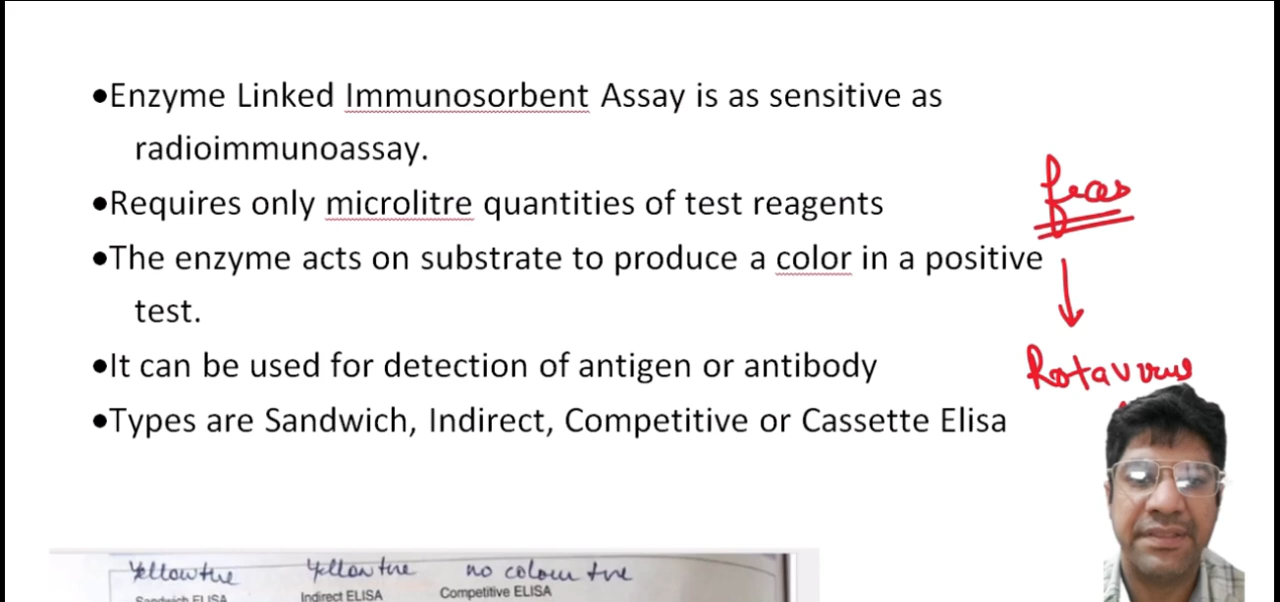 •Enzyme Linked Immunosorbent Assay is as sensitive as
radioimmunoassay.
•Requires only microlitre quantities of test reagents
•The enzyme acts on substrate to produce a color in a positive
test.
•It can be used for detection of antigen or antibody
•Types are Sandwich, Indirect, Competitive or Cassette Elisa
feces
Rotavirus
Yellow +ve Yellow +ve no colour +ve
Sandwich ELISA Indirect ELISA Competitive ELISA